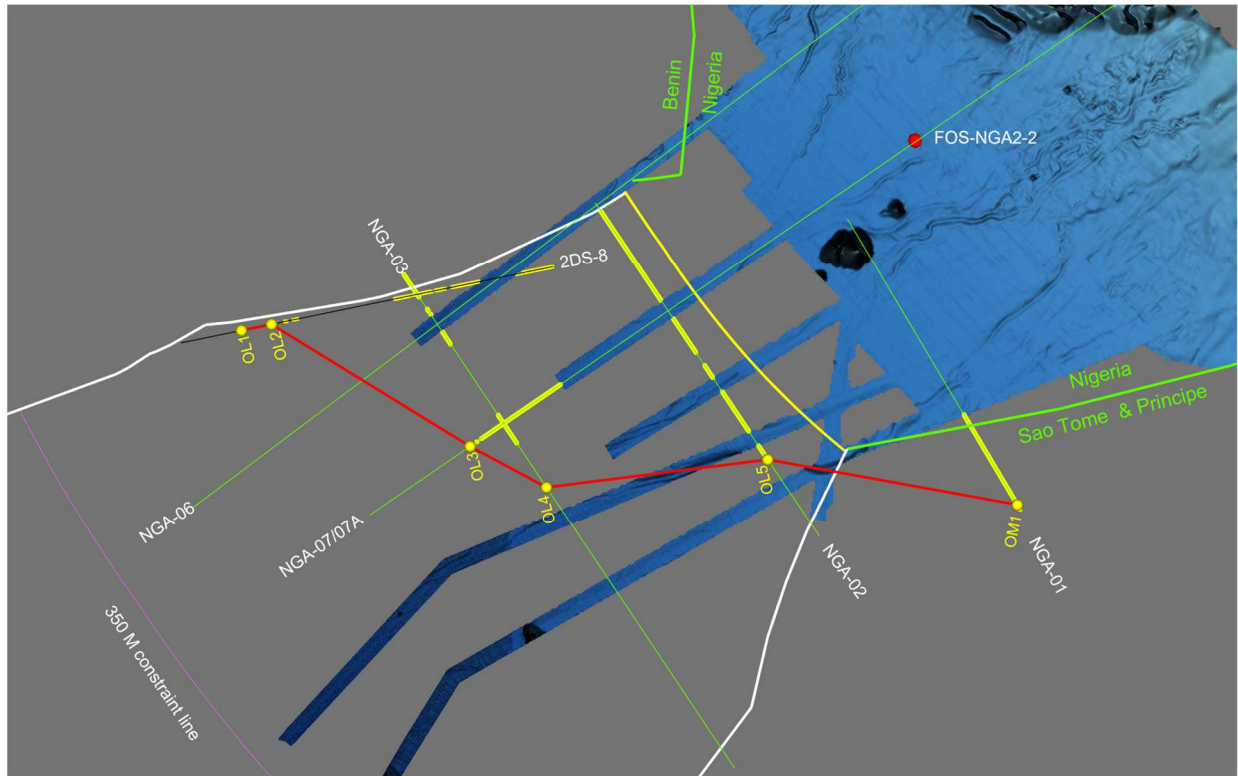 Benin
Nigeria
FOS-NGA2-2
NGA-03
2DS-8
OL1
OL2
Nigeria
Sao Tome & Principe
OL3
OL4
OL5
NGA-06
NGA-07/07A
OM1
NGA-02
NGA-01
350 M constraint line